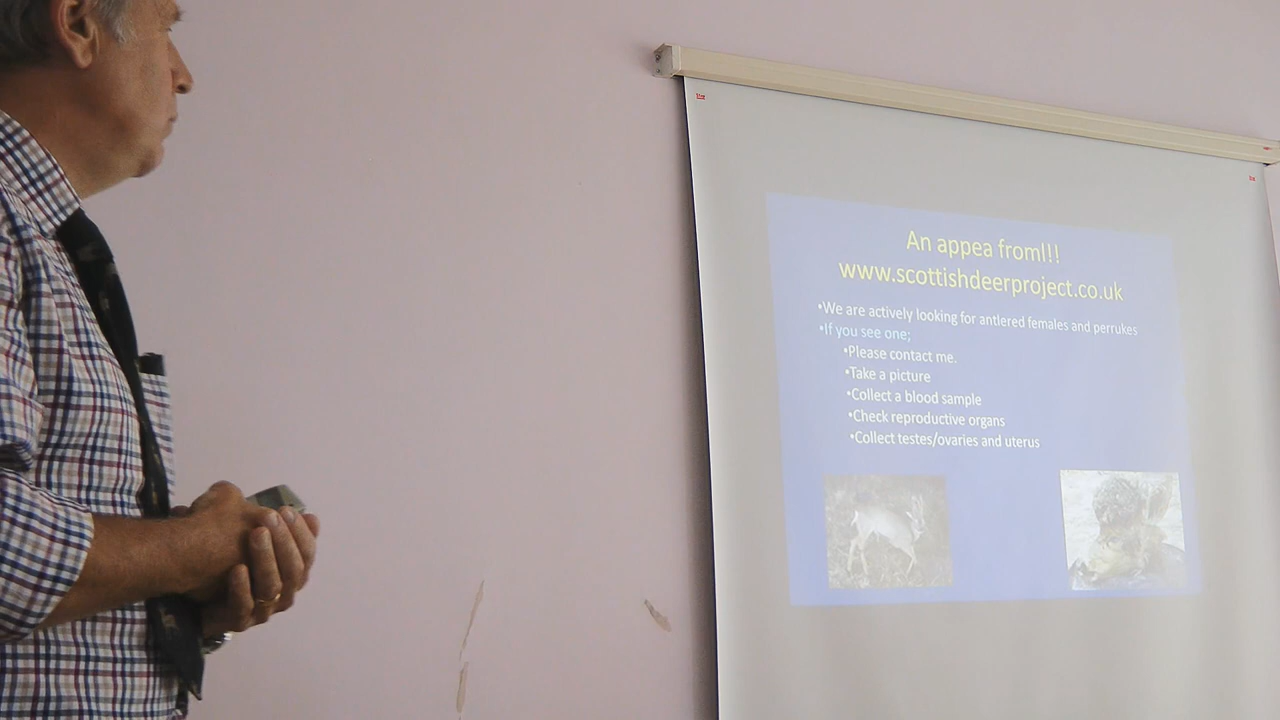 An appea froml!!
www.scottishdeerproject.co.uk
•We are actively looking for antlered females and perrukes
•If you see one;
•Please contact me.
•Take a picture
•Collect a blood sample
•Check reproductive organs
•Collect testes/ovaries and uterus